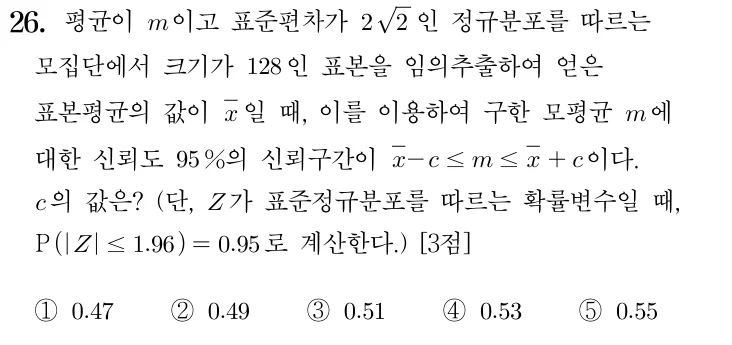 26. 평균이 m이고 표준편차가 2√2인 정규분포를 따르는
모집단에서 크기가 128인 표본을 임의추출하여 얻은
표본평균의 값이 x̄일 때, 이를 이용하여 구한 모평균 m에
대한 신뢰도 95%의 신뢰구간이 x̄-c≤m≤x̄+c이다.
c의 값은? (단, Z가 표준정규분포를 따르는 확률변수일 때,
P(|Z|≤1.96)=0.95로 계산한다.) [3점]
① 0.47 ② 0.49 ③ 0.51 ④ 0.53 ⑤ 0.55